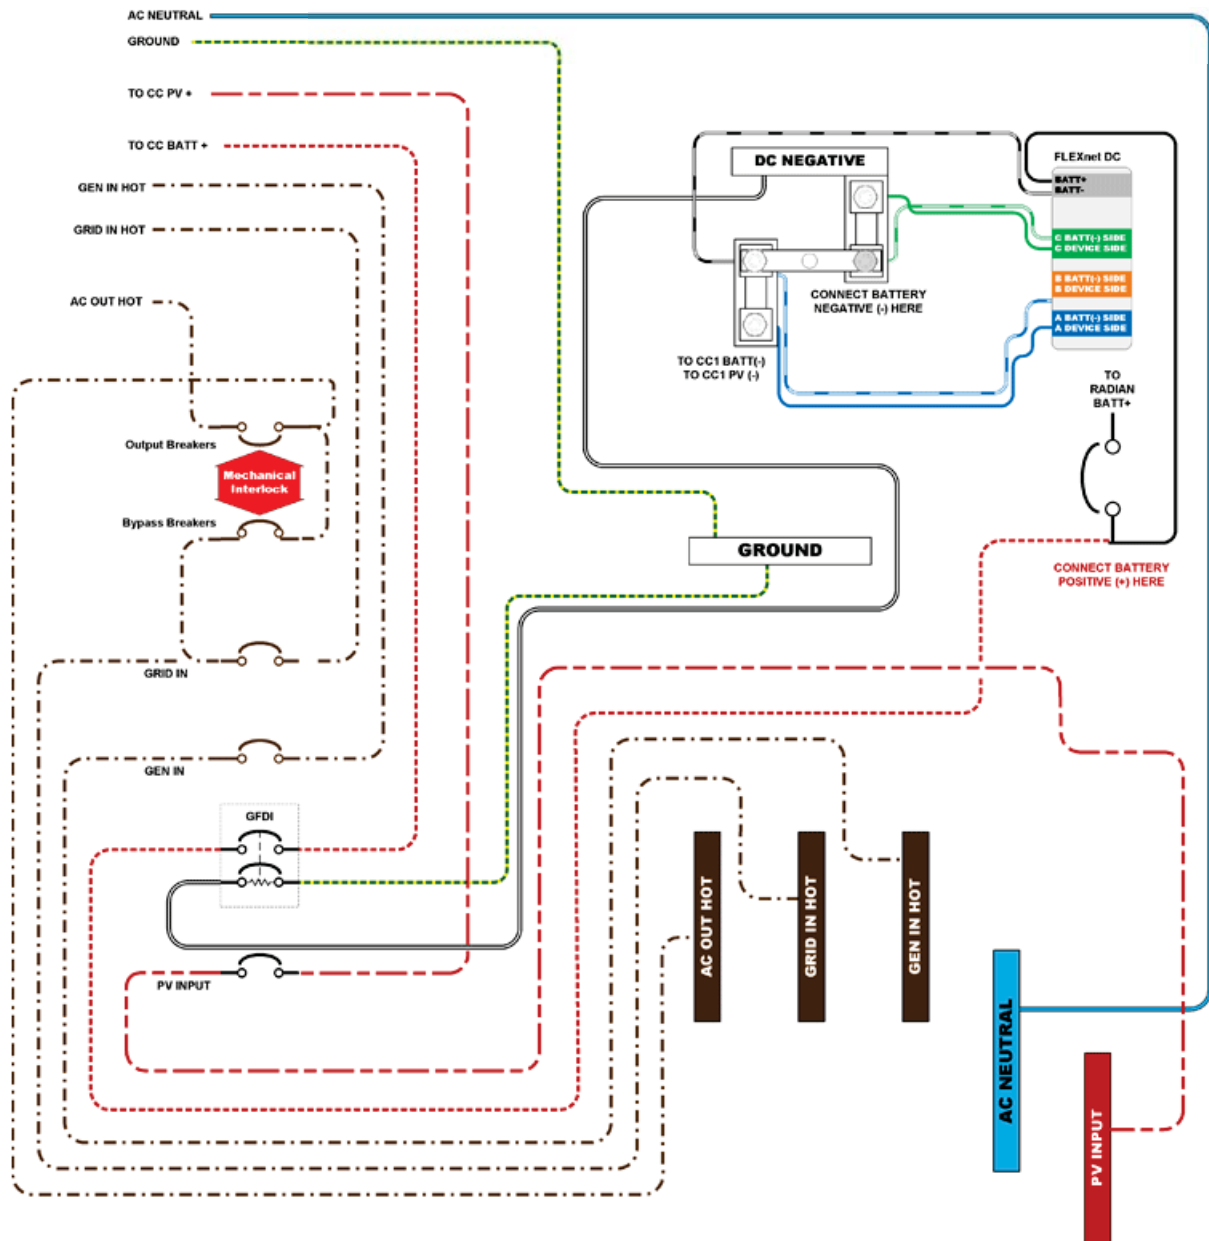 AC NEUTRAL
GROUND
TO CC PV +
TO CC BATT +
GEN IN HOT
GRID IN HOT
AC OUT HOT
DC NEGATIVE
FLEXnet DC
BATT+
BATT-
C BATT(-) SIDE
C DEVICE SIDE
B BATT(-) SIDE
B DEVICE SIDE
A BATT(-) SIDE
A DEVICE SIDE
CONNECT BATTERY
NEGATIVE (-) HERE
TO CC1 BATT(-)
TO CC1 PV (-)
TO
RADIAN
BATT+
Output Breakers
Mechanical
Interlock
Bypass Breakers
GROUND
CONNECT BATTERY
POSITIVE (+) HERE
GRID IN
GEN IN
GFDI
PV INPUT
AC OUT HOT
GRID IN HOT
GEN IN HOT
AC NEUTRAL
PV INPUT